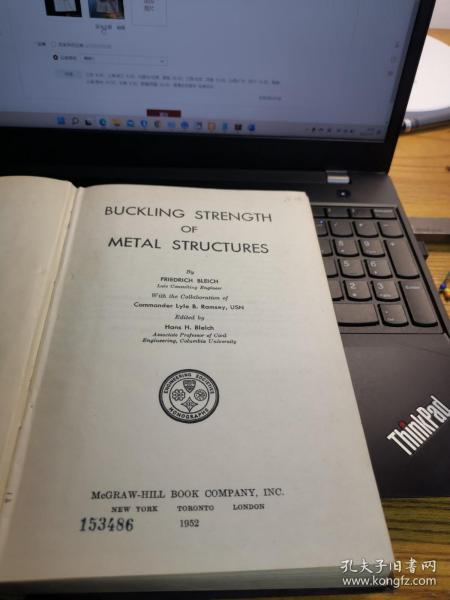 BUCKLING STRENGTH
OF
METAL STRUCTURES
By
FRIEDRICH BLEICH
Late Consulting Engineer
With the Collaboration of
Commander Lyle B. Ramsey, USN
Edited by
Hans H. Bleich
Associate Professor of Civil
Engineering, Columbia University
ENGINEERING SOCIETIES
MONOGRAPHS
McGRAW-HILL BOOK COMPANY, INC.
NEW YORK TORONTO LONDON
153486 1952
ThinkPad
孔夫子旧书网
www.kongfz.com